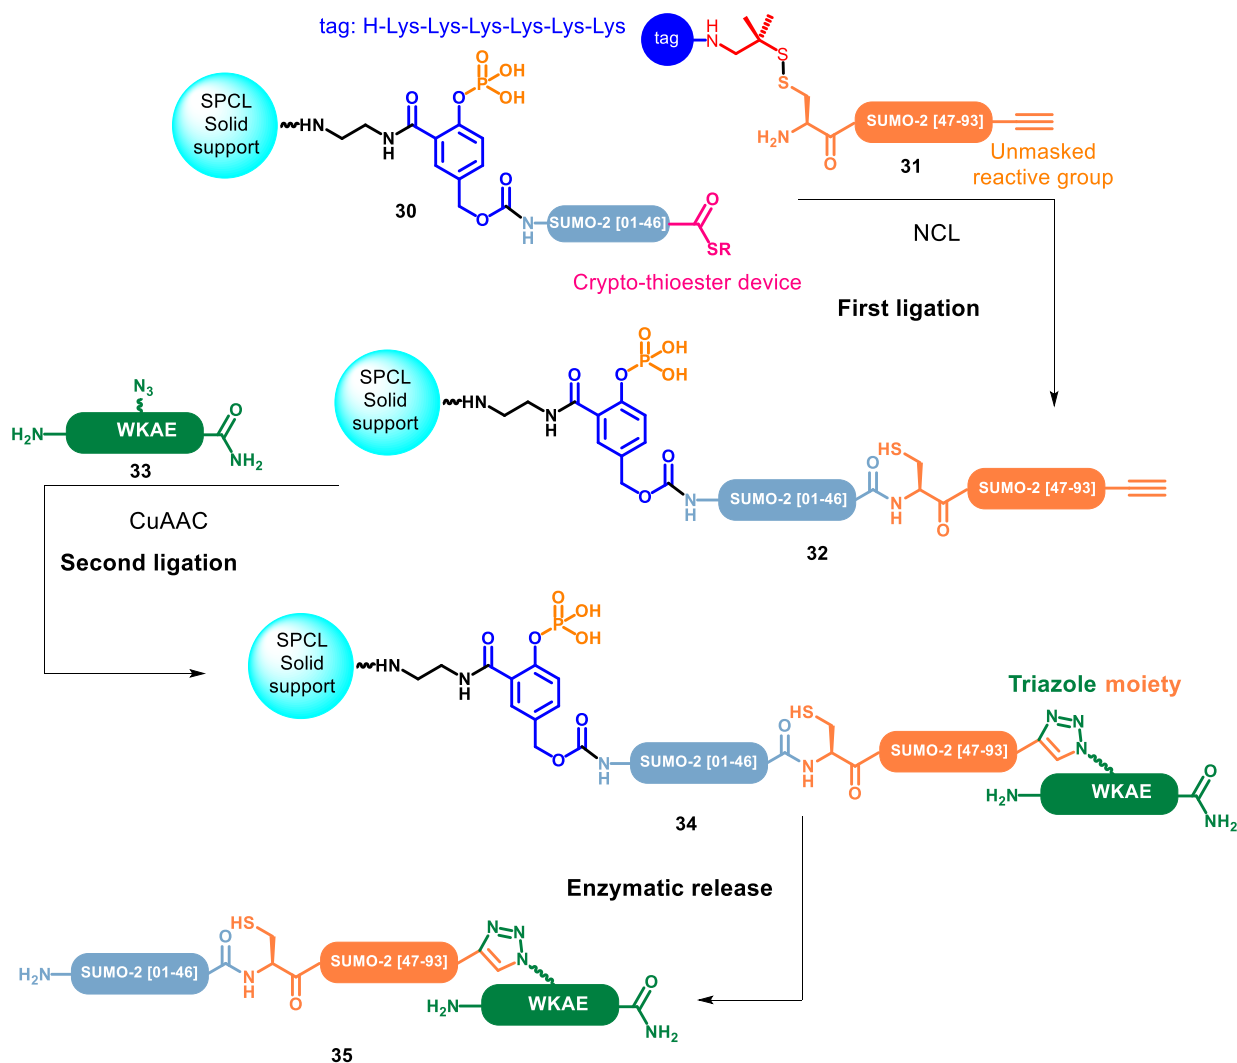 tag: H-Lys-Lys-Lys-Lys-Lys-Lys
tag
H
N
S
S
H₂N
O
SUMO-2 [47-93]
31
Unmasked
reactive group
SPCL
Solid
support
HN
N
H
O
O
O
P
OH
OH
O
O
30
N
H
SUMO-2 [01-46]
O
SR
Crypto-thioester device
NCL
First ligation
N₃
H₂N
WKAE
O
NH₂
33
CuAAC
Second ligation
SPCL
Solid
support
HN
N
H
O
O
O
P
OH
OH
O
O
N
H
SUMO-2 [01-46]
O
HS
N
H
O
SUMO-2 [47-93]
32
SPCL
Solid
support
HN
N
H
O
O
O
P
OH
OH
O
O
N
H
SUMO-2 [01-46]
O
HS
N
H
O
SUMO-2 [47-93]
Triazole moiety
N
N
N
H₂N
WKAE
O
NH₂
34
Enzymatic release
H₂N
SUMO-2 [01-46]
O
HS
N
H
O
SUMO-2 [47-93]
N
N
N
H₂N
WKAE
O
NH₂
35